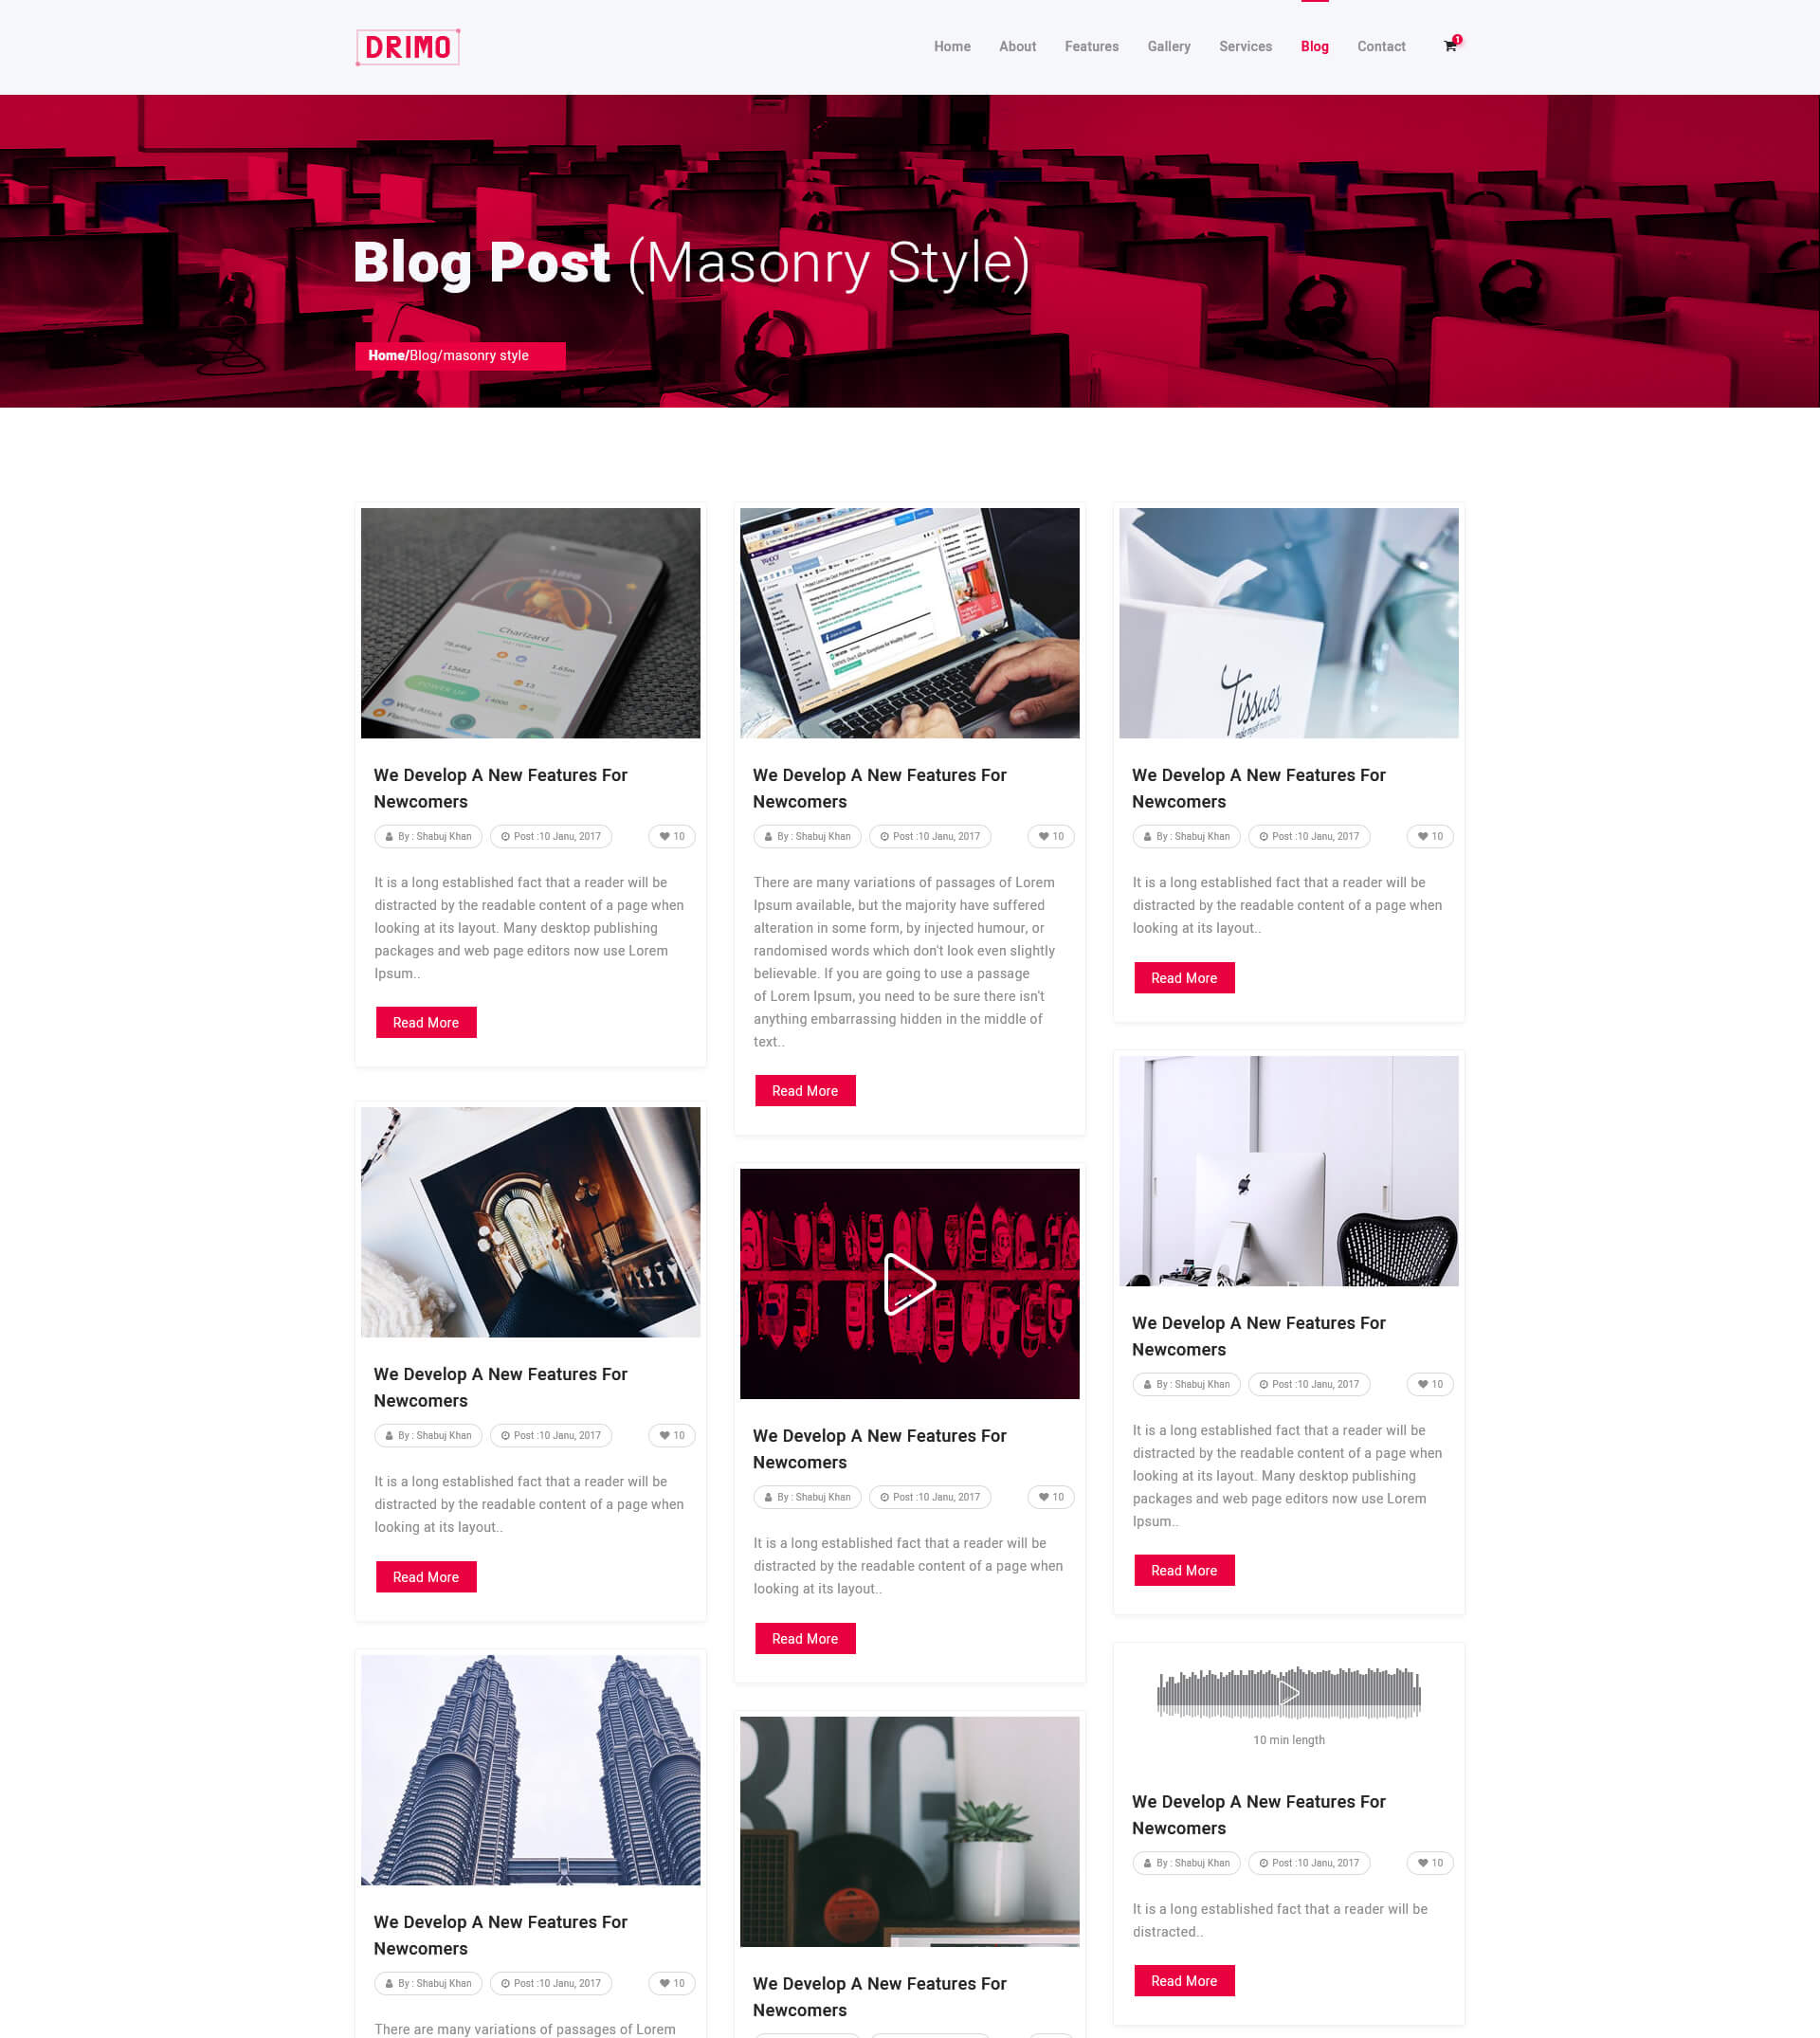 DRIMO
Home About Features Gallery Services Blog Contact 1
Blog Post (Masonry Style)
Home/Blog/masonry style
Charizard
POWER UP
Wing Attack
Flamethrower
We Develop A New Features For
Newcomers
By : Shabuj Khan Post :10 Janu, 2017 10
It is a long established fact that a reader will be
distracted by the readable content of a page when
looking at its layout. Many desktop publishing
packages and web page editors now use Lorem
Ipsum..
Read More
We Develop A New Features For
Newcomers
By : Shabuj Khan Post :10 Janu, 2017 10
It is a long established fact that a reader will be
distracted by the readable content of a page when
looking at its layout..
Read More
We Develop A New Features For
Newcomers
By : Shabuj Khan Post :10 Janu, 2017 10
There are many variations of passages of Lorem
YAHOO!
We Develop A New Features For
Newcomers
By : Shabuj Khan Post :10 Janu, 2017 10
There are many variations of passages of Lorem
Ipsum available, but the majority have suffered
alteration in some form, by injected humour, or
randomised words which don't look even slightly
believable. If you are going to use a passage
of Lorem Ipsum, you need to be sure there isn't
anything embarrassing hidden in the middle of
text..
Read More
We Develop A New Features For
Newcomers
By : Shabuj Khan Post :10 Janu, 2017 10
It is a long established fact that a reader will be
distracted by the readable content of a page when
looking at its layout..
Read More
BIG
We Develop A New Features For
Newcomers
Tissues
We Develop A New Features For
Newcomers
By : Shabuj Khan Post :10 Janu, 2017 10
It is a long established fact that a reader will be
distracted by the readable content of a page when
looking at its layout..
Read More
We Develop A New Features For
Newcomers
By : Shabuj Khan Post :10 Janu, 2017 10
It is a long established fact that a reader will be
distracted by the readable content of a page when
looking at its layout. Many desktop publishing
packages and web page editors now use Lorem
Ipsum..
Read More
10 min length
We Develop A New Features For
Newcomers
By : Shabuj Khan Post :10 Janu, 2017 10
It is a long established fact that a reader will be
distracted..
Read More